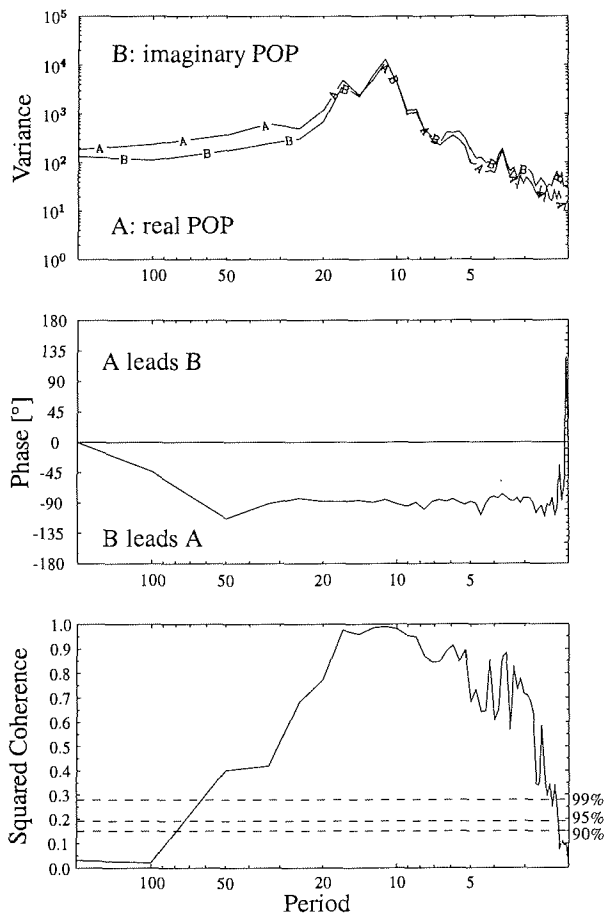 10⁵
10⁴
10³
10²
10¹
10⁰
Variance
B: imaginary POP
A: real POP
A A A A A A A A A
B B B B B B B B B
100 50 20 10 5
180
135
90
45
0
-45
-90
-135
-180
Phase [°]
A leads B
B leads A
100 50 20 10 5
1.0
0.9
0.8
0.7
0.6
0.5
0.4
0.3
0.2
0.1
0.0
Squared Coherence
99%
95%
90%
100 50 20 10 5
Period